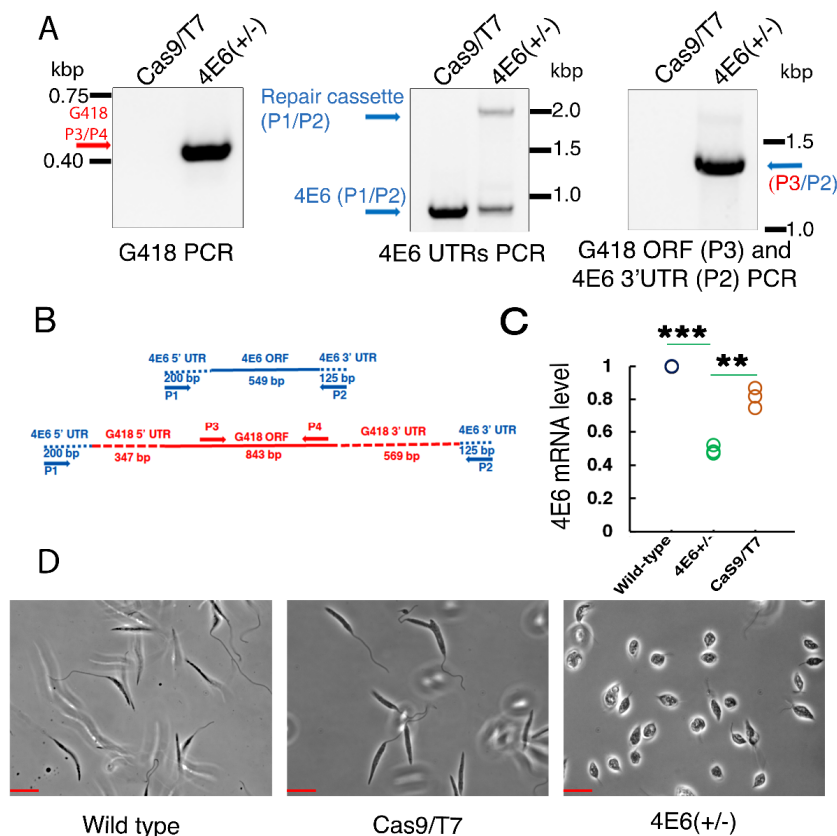 A
Cas9/T7
4E6(+/-)
kbp
0.75
G418
P3/P4
0.40
G418 PCR
Cas9/T7
4E6(+/-)
kbp
Repair cassette
(P1/P2)
2.0
1.5
4E6 (P1/P2)
1.0
4E6 UTRs PCR
Cas9/T7
4E6(+/-)
kbp
1.5
(P3/P2)
1.0
G418 ORF (P3) and
4E6 3'UTR (P2) PCR
B
4E6 5' UTR 4E6 ORF 4E6 3' UTR
200 bp 549 bp 125 bp
P1 P2
P3 P4
4E6 5' UTR G418 5' UTR G418 ORF G418 3' UTR 4E6 3' UTR
200 bp 347 bp 843 bp 569 bp 125 bp
P1 P2
C
*** **
4E6 mRNA level
1
0.8
0.6
0.4
0.2
0
Wild-type
4E6+/-
CaS9/T7
D
Wild type
Cas9/T7
4E6(+/-)